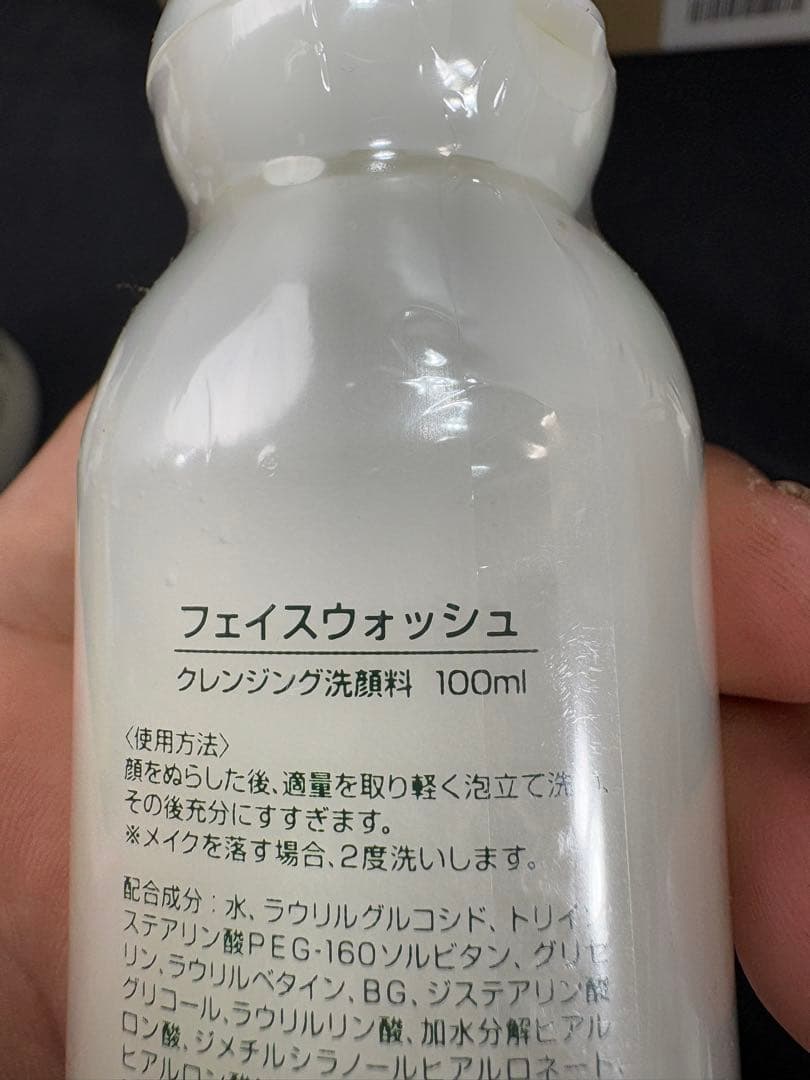 フェイスウォッシュ
クレンジング洗顔料 100ml
〈使用方法〉
顔をぬらした後、適量を取り軽く泡立て洗
その後充分にすすぎます。
※メイクを落す場合、2度洗いします。
配合成分：水、ラウリルグルコシド、トリイソ
ステアリン酸PEG-160ソルビタン、グリセ
リン、ラウリルベタイン、BG、ジステアリン酸
グリコール、ラウリルリン酸、加水分解ヒアル
ロン酸、ジメチルシラノールヒアルロネート、
ヒアルロン酸